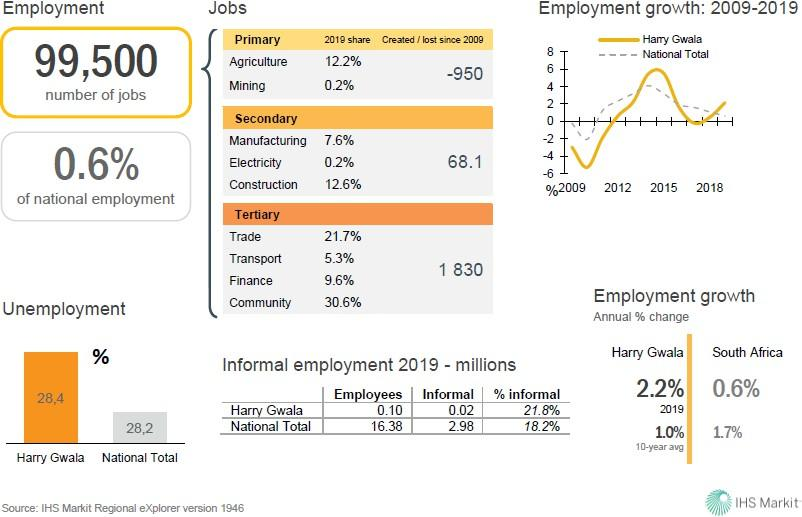 Employment
99,500
number of jobs
0.6%
of national employment
Jobs
Primary 2019 share Created / lost since 2009
Agriculture 12.2%
Mining 0.2%
-950
Secondary
Manufacturing 7.6%
Electricity 0.2%
Construction 12.6%
68.1
Tertiary
Trade 21.7%
Transport 5.3%
Finance 9.6%
Community 30.6%
1 830
Employment growth: 2009-2019
Harry Gwala
National Total
8
6
4
2
0
-2
-4
-6
% 2009 2012 2015 2018
Unemployment
%
28,4
28,2
Harry Gwala National Total
Informal employment 2019 - millions
Employees Informal % informal
Harry Gwala 0.10 0.02 21.8%
National Total 16.38 2.98 18.2%
Employment growth
Annual % change
Harry Gwala South Africa
2.2% 0.6%
2019
1.0% 1.7%
10-year avg
Source: IHS Markit Regional eXplorer version 1946
IHS Markit